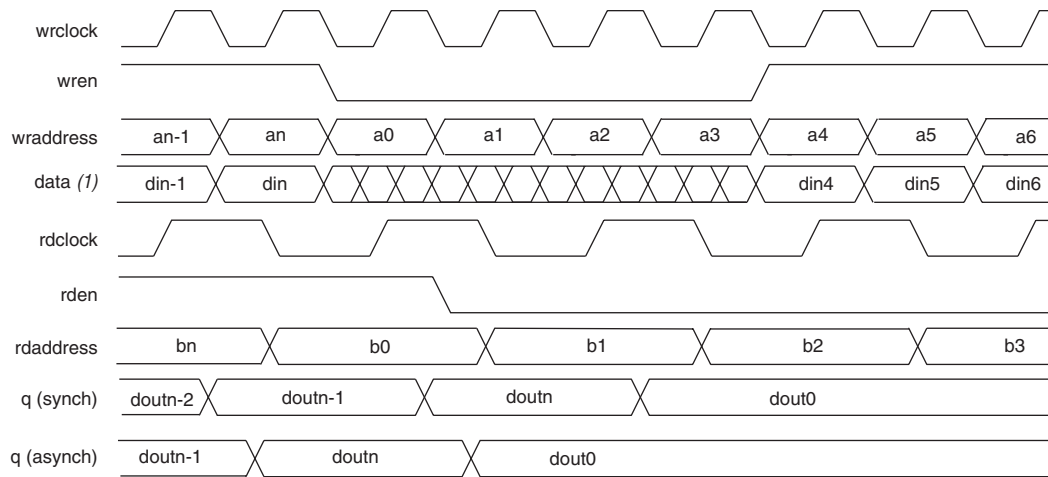 wrclock
wren
wraddress an-1 an a0 a1 a2 a3 a4 a5 a6
data (1) din-1 din din4 din5 din6
rdclock
rden
rdaddress bn b0 b1 b2 b3
q (synch) doutn-2 doutn-1 doutn dout0
q (asynch) doutn-1 doutn dout0